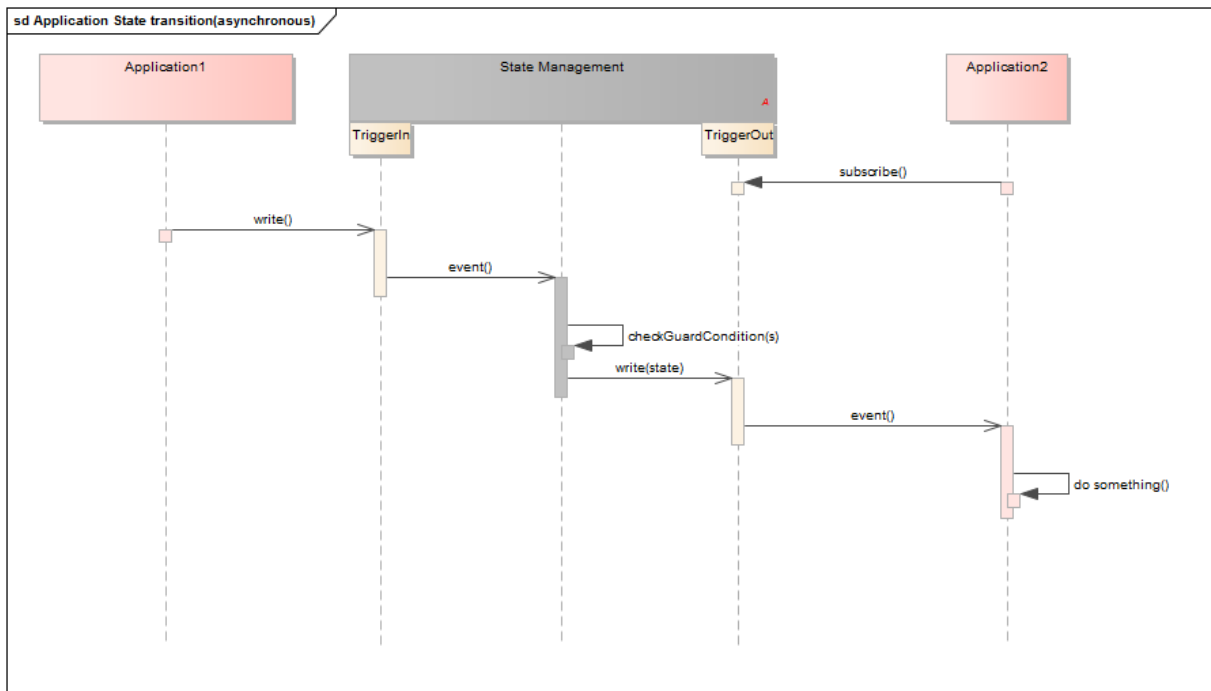 sd Application State transition(asynchronous)
Application1
State Management
Application2
A
TriggerIn
TriggerOut
subscribe()
write()
event()
checkGuardCondition(s)
write(state)
event()
do something()